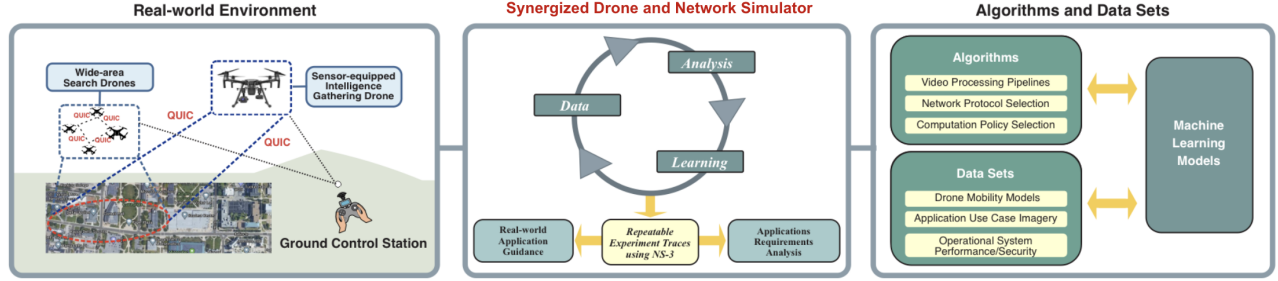 Real-world Environment
Wide-area
Search Drones
Sensor-equipped
Intelligence
Gathering Drone
QUIC
QUIC
QUIC
QUIC
QUIC
QUIC
Ground Control Station
Synergized Drone and Network Simulator
Analysis
Data
Learning
Real-world
Application
Guidance
Repeatable
Experiment Traces
using NS-3
Applications
Requirements
Analysis
Algorithms and Data Sets
Algorithms
Video Processing Pipelines
Network Protocol Selection
Computation Policy Selection
Data Sets
Drone Mobility Models
Application Use Case Imagery
Operational System
Performance/Security
Machine
Learning
Models